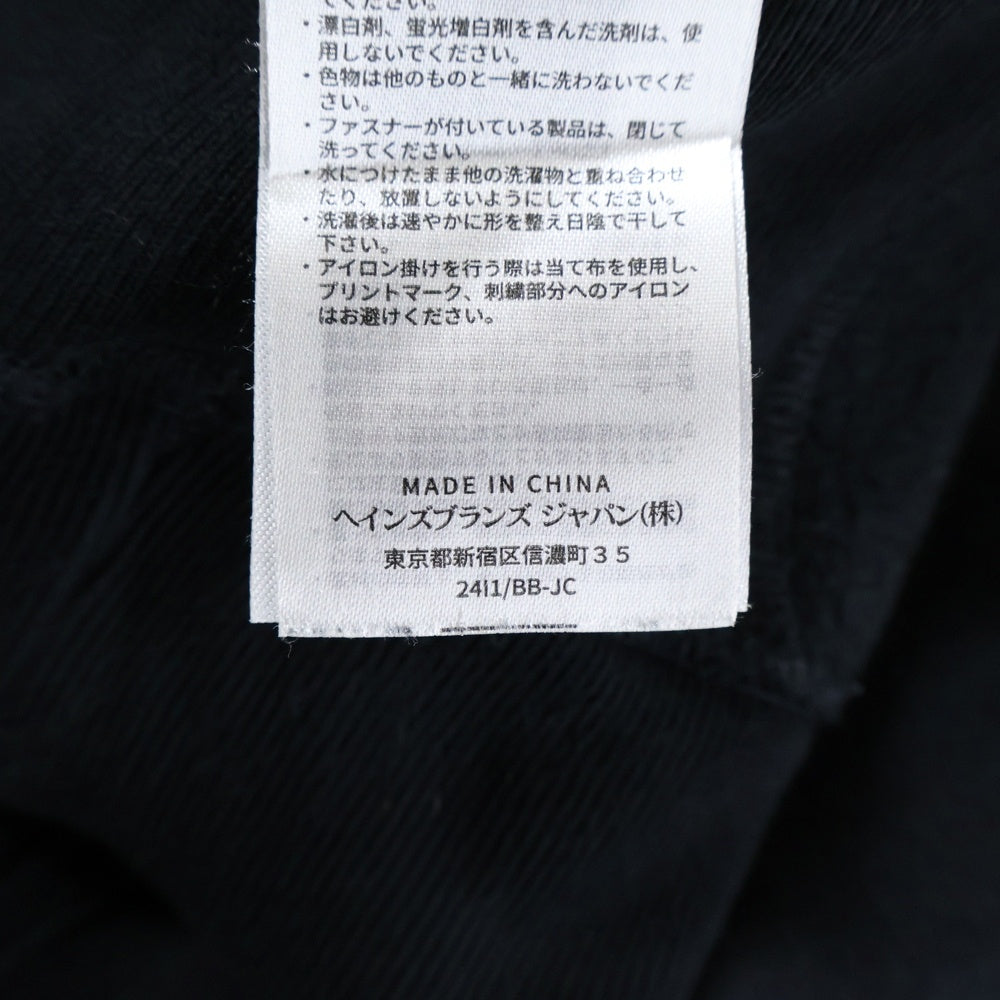 てください。
・漂白剤、蛍光増白剤を含んだ洗剤は、使
用しないでください。
・色物は他のものと一緒に洗わないでくだ
さい。
・ファスナーが付いている製品は、閉じて
洗ってください。
・水につけたまま他の洗濯物と重ね合わせ
たり、放置しないようにしてください。
・洗濯後は速やかに形を整え日陰で干して
下さい。
・アイロン掛けを行う際は当て布を使用し、
プリントマーク、刺繍部分へのアイロン
はお避けください。
MADE IN CHINA
ヘインズブランズ ジャパン(株)
東京都新宿区信濃町３５
24I1/BB-JC